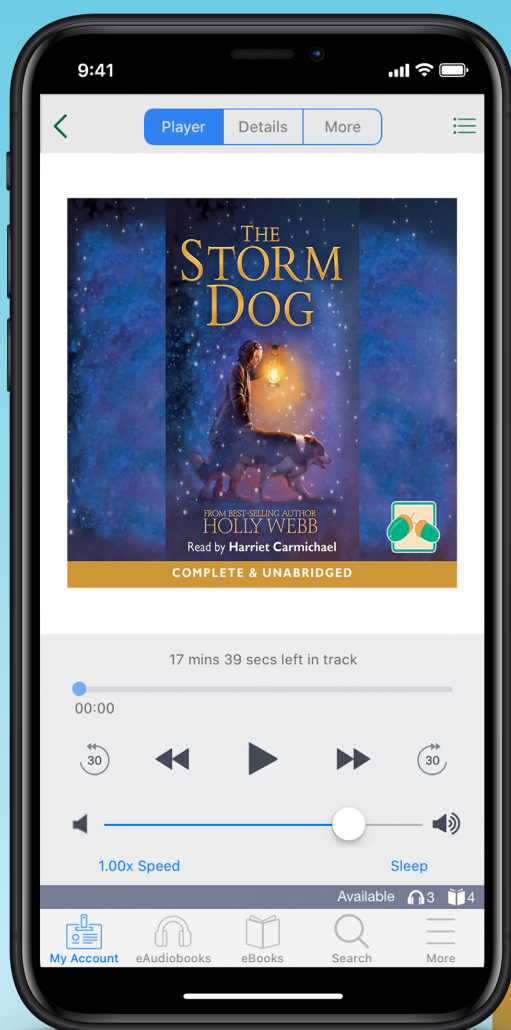 9:41
Player Details More
THE
STORM
DOG
FROM BEST-SELLING AUTHOR
HOLLY WEBB
Read by Harriet Carmichael
COMPLETE & UNABRIDGED
17 mins 39 secs left in track
00:00
30 30
1.00x Speed Sleep
Available 3 4
My Account eAudiobooks eBooks Search More